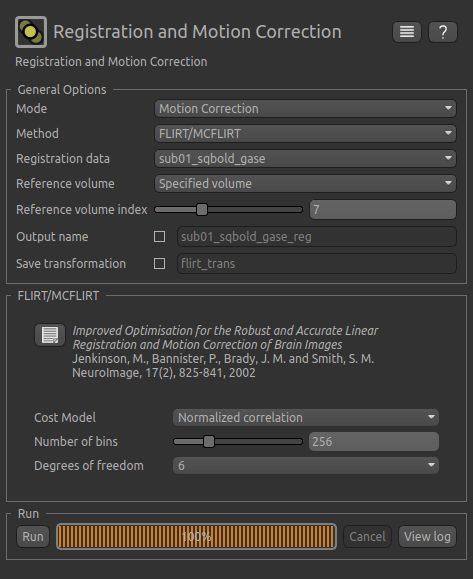 Registration and Motion Correction
?
Registration and Motion Correction
General Options
Mode Motion Correction
Method FLIRT/MCFLIRT
Registration data sub01_sqbold_gase
Reference volume Specified volume
Reference volume index 7
Output name sub01_sqbold_gase_reg
Save transformation flirt_trans
FLIRT/MCFLIRT
Improved Optimisation for the Robust and Accurate Linear
Registration and Motion Correction of Brain Images
Jenkinson, M., Bannister, P., Brady, J. M. and Smith, S. M.
NeuroImage, 17(2), 825-841, 2002
Cost Model Normalized correlation
Number of bins 256
Degrees of freedom 6
Run
Run 100% Cancel View log